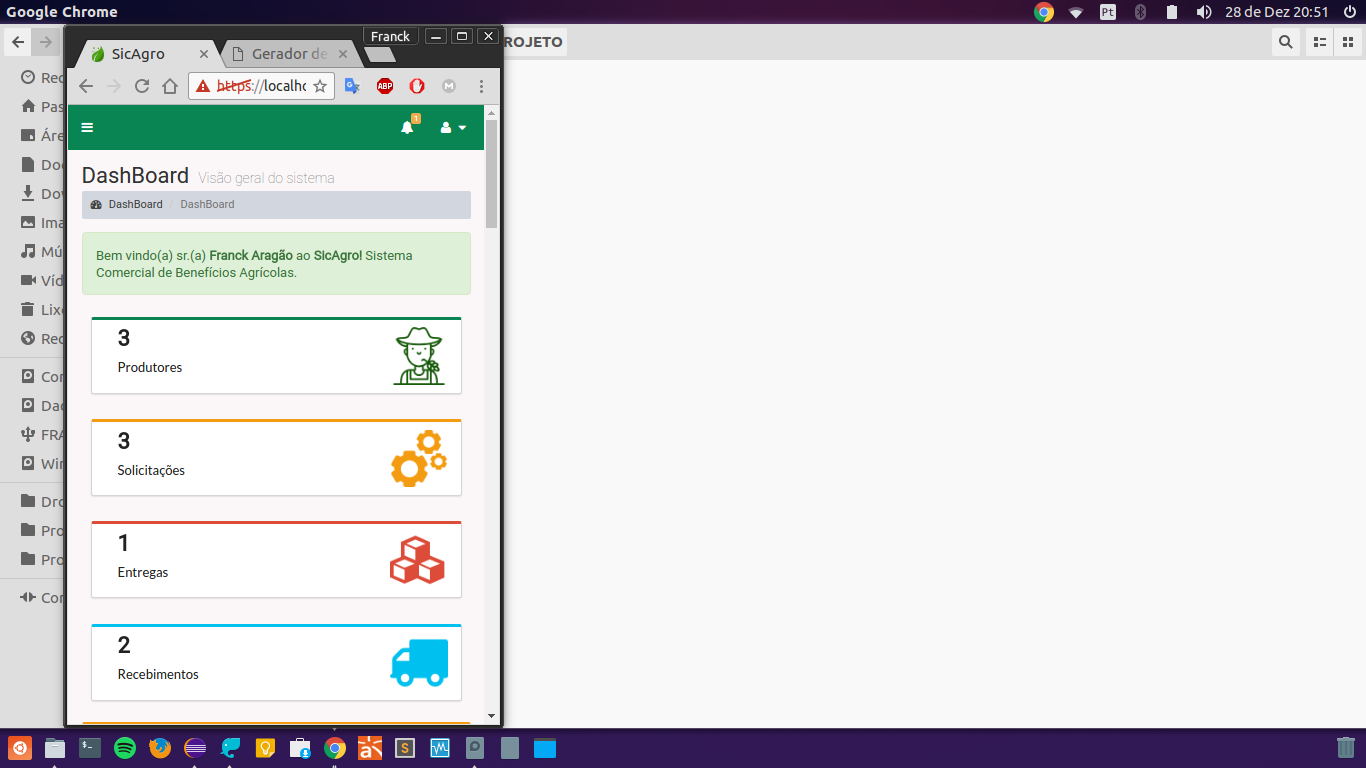 Google Chrome
Pt
28 de Dez 20:51
Franck
SicAgro
Gerador de
ROJETO
https://localho
ABP
M
Rec
Pas
Áre
Doc
Dov
Ima
Mú
Víd
Lixe
Rec
Con
Dad
FRA
Win
Dro
Pro
Pro
Con
1
DashBoard Visão geral do sistema
DashBoard / DashBoard
Bem vindo(a) sr.(a) Franck Aragão ao SicAgro! Sistema
Comercial de Benefícios Agrícolas.
3
Produtores
3
Solicitações
1
Entregas
2
Recebimentos